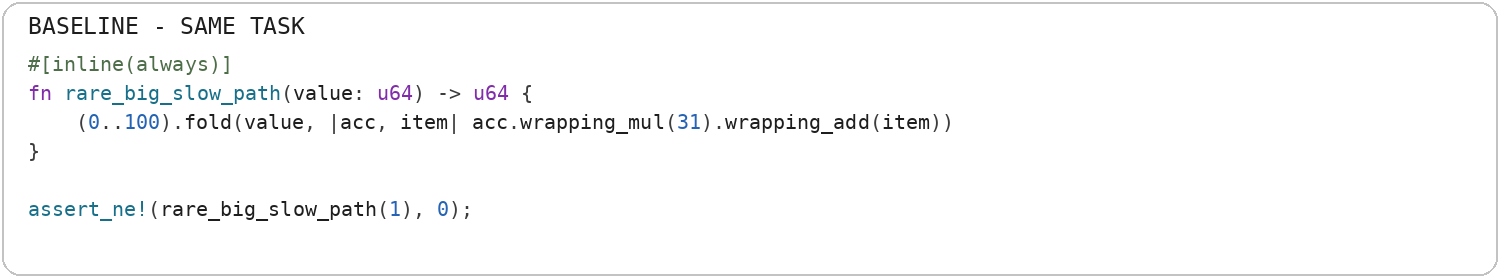 BASELINE - SAME TASK
#[inline(always)]
fn rare_big_slow_path(value: u64) -> u64 {
    (0..100).fold(value, |acc, item| acc.wrapping_mul(31).wrapping_add(item))
}

assert_ne!(rare_big_slow_path(1), 0);